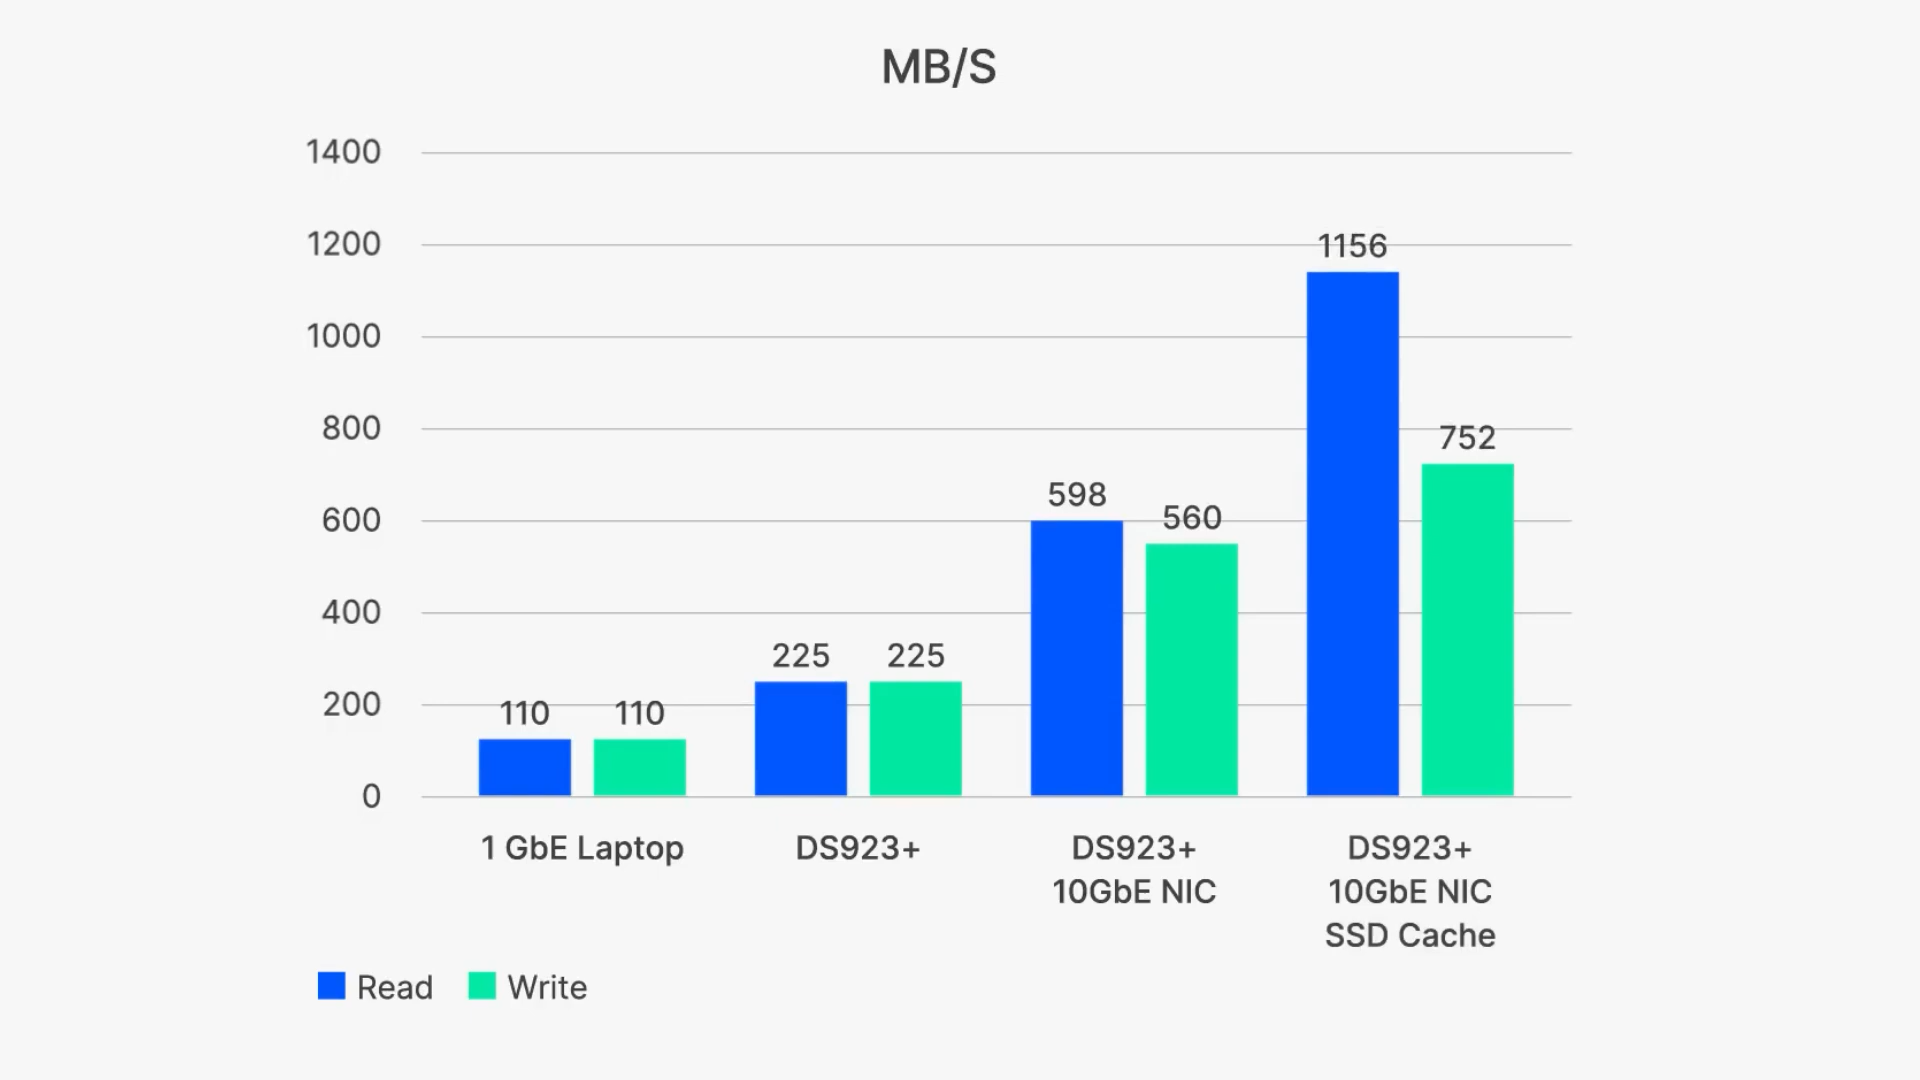 MB/S
1400
1200
1000
800
600
400
200
0
110
110
225
225
598
560
1156
752
1 GbE Laptop
DS923+
DS923+
10GbE NIC
DS923+
10GbE NIC
SSD Cache
Read
Write